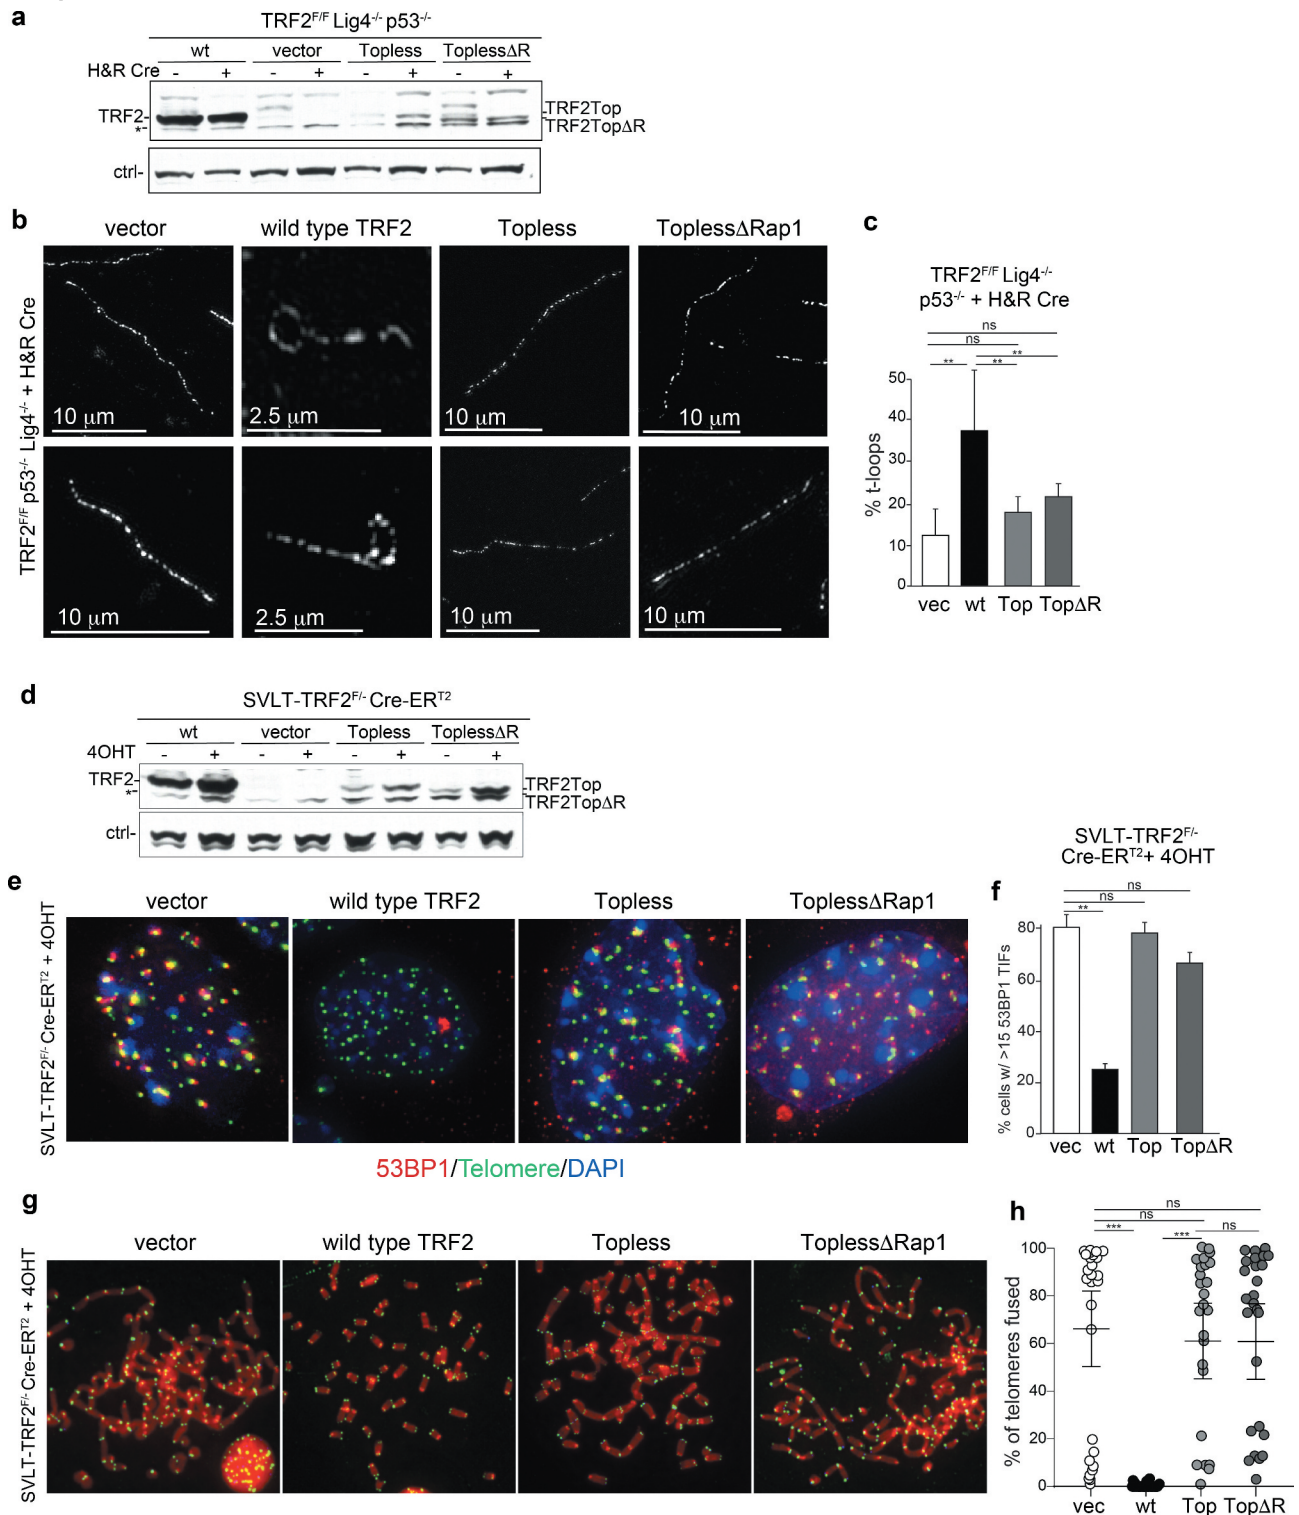 a
TRF2F/F Lig4-/- p53-/-
wt vector Topless ToplessΔR
H&R Cre - + - + - + - +
TRF2-
*-
-TRF2Top
-TRF2TopΔR
ctrl-
b
vector wild type TRF2 Topless ToplessΔRap1
TRF2F/F p53-/- Lig4-/- + H&R Cre
10 µm 2.5 µm 10 µm 10 µm
10 µm 2.5 µm 10 µm 10 µm
c
TRF2F/F Lig4-/-
p53-/- + H&R Cre
ns
ns
**
** **
% t-loops
50
40
30
20
10
0
vec wt Top TopΔR
d
SVLT-TRF2F/- Cre-ERT2
wt vector Topless ToplessΔR
4OHT - + - + - + - +
TRF2-
*-
-TRF2Top
-TRF2TopΔR
ctrl-
e
vector wild type TRF2 Topless ToplessΔRap1
SVLT-TRF2F/- Cre-ERT2 + 4OHT
53BP1/Telomere/DAPI
f
SVLT-TRF2F/-
Cre-ERT2+ 4OHT
ns
ns
**
% cells w/ >15 53BP1 TIFs
80
60
40
20
0
vec wt Top TopΔR
g
vector wild type TRF2 Topless ToplessΔRap1
SVLT-TRF2F/- Cre-ERT2 + 4OHT
h
ns
ns
*** ns
***
% of telomeres fused
100
80
60
40
20
0
vec wt Top TopΔR